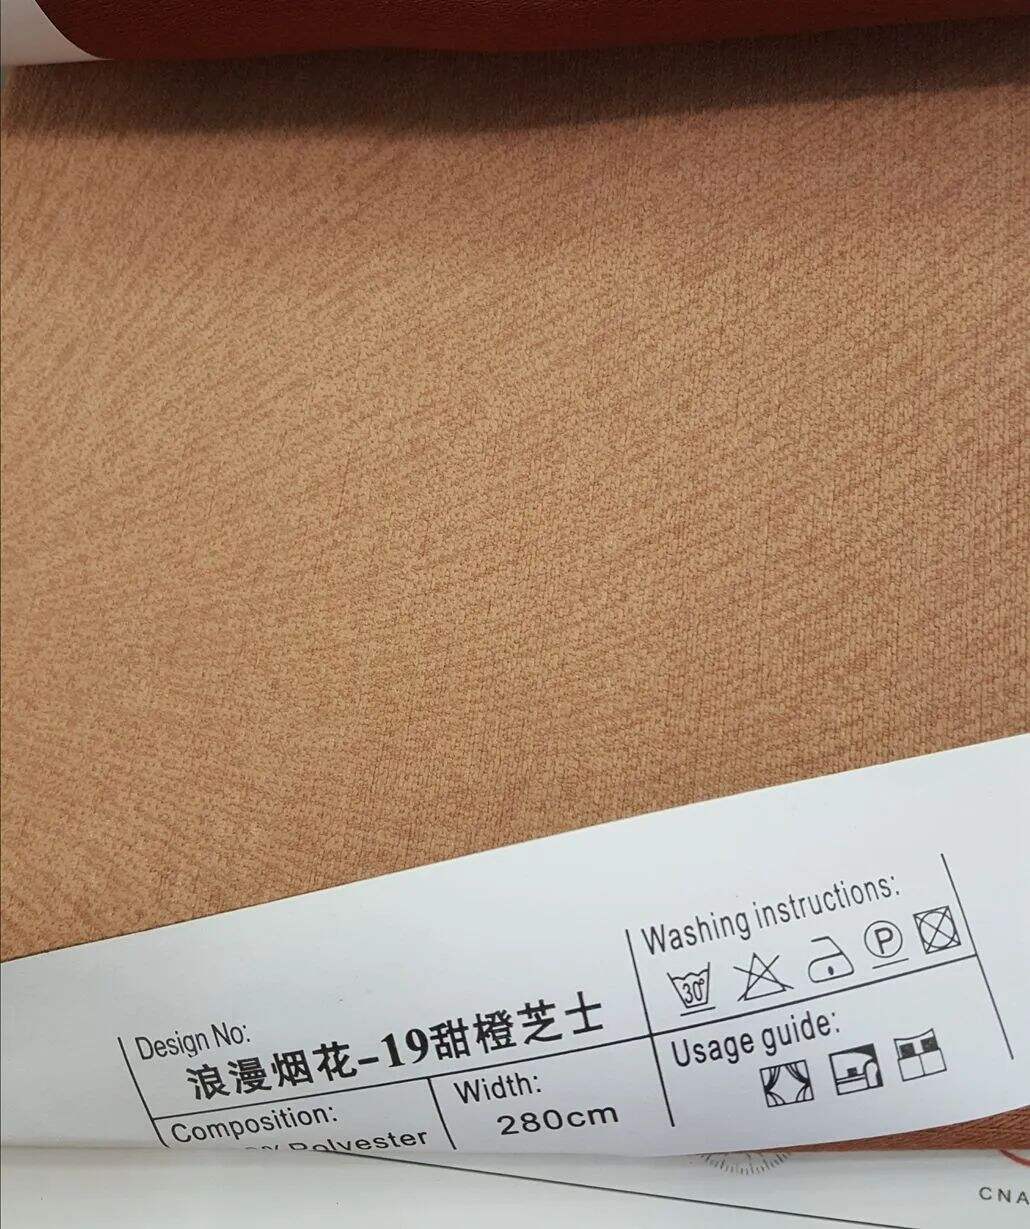 Washing instructions:
30°
P
Design No:
浪漫烟花-19甜橙芝士
Usage guide:
Composition:
Polyester
Width:
280cm
CNA